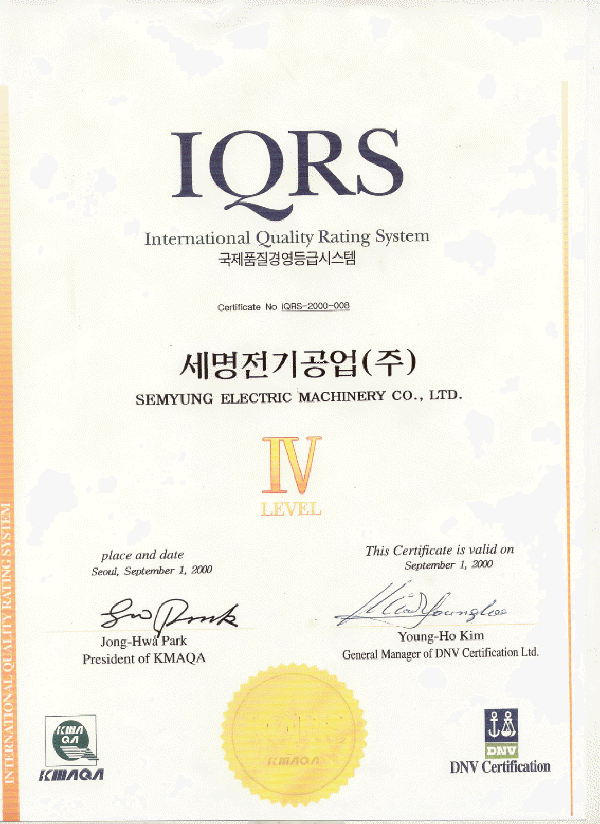 IQRS
International Quality Rating System
국제품질경영등급시스템
Certificate No IQRS-2000-008
세명전기공업(주)
SEMYUNG ELECTRIC MACHINERY CO., LTD.
IV
LEVEL
place and date
Seoul, September 1, 2000
This Certificate is valid on
September 1, 2000
Jong-Hwa Park
President of KMAQA
Young-Ho Kim
General Manager of DNV Certification Ltd.
INTERNATIONAL QUALITY RATING SYSTEM
KMA
QA
KMAQA
KMAQA
DNV
DNV Certification